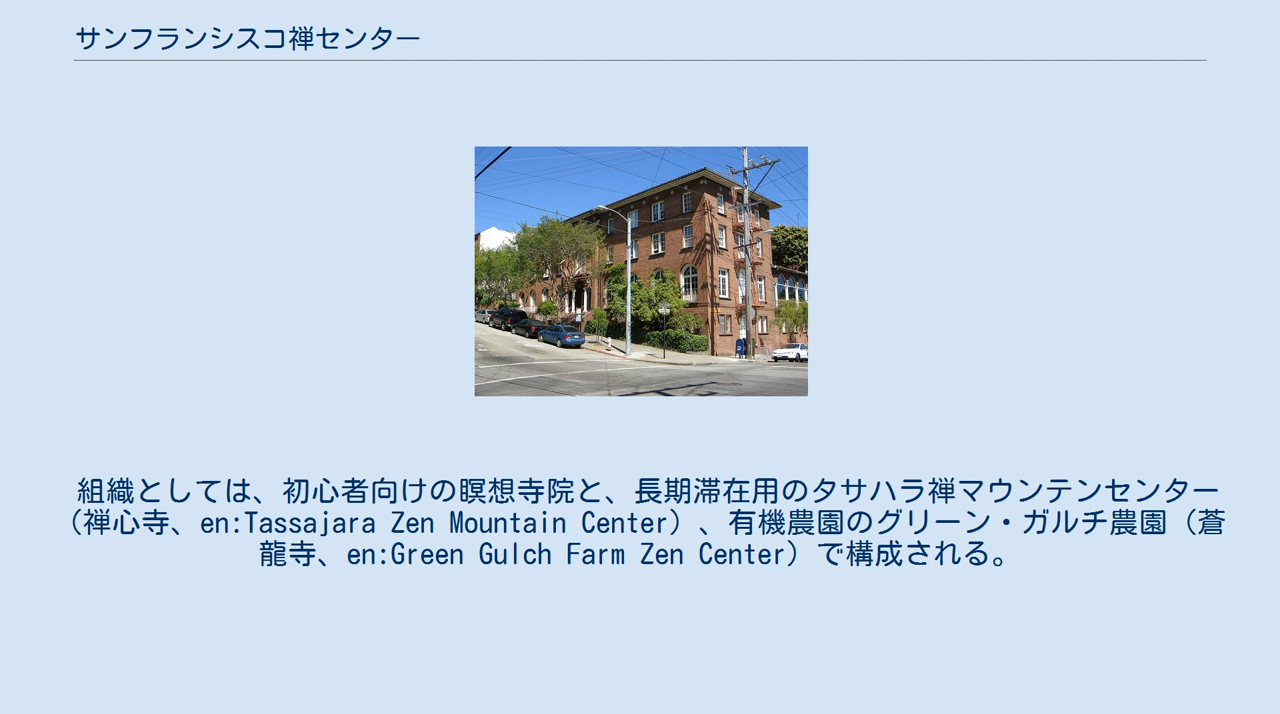 サンフランシスコ禅センター
組織としては、初心者向けの瞑想寺院と、長期滞在用のタサハラ禅マウンテンセンター
（禅心寺、en:Tassajara Zen Mountain Center）、有機農園のグリーン・ガルチ農園（蒼
龍寺、en:Green Gulch Farm Zen Center）で構成される。